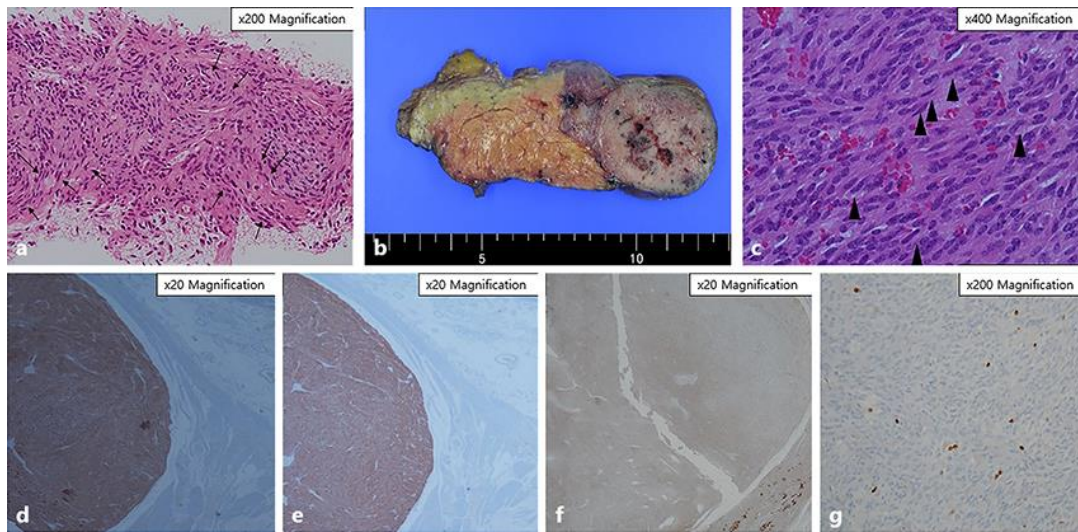 x200 Magnification
a
b
5
10
x400 Magnification
c
x20 Magnification
d
x20 Magnification
e
x20 Magnification
f
x200 Magnification
g